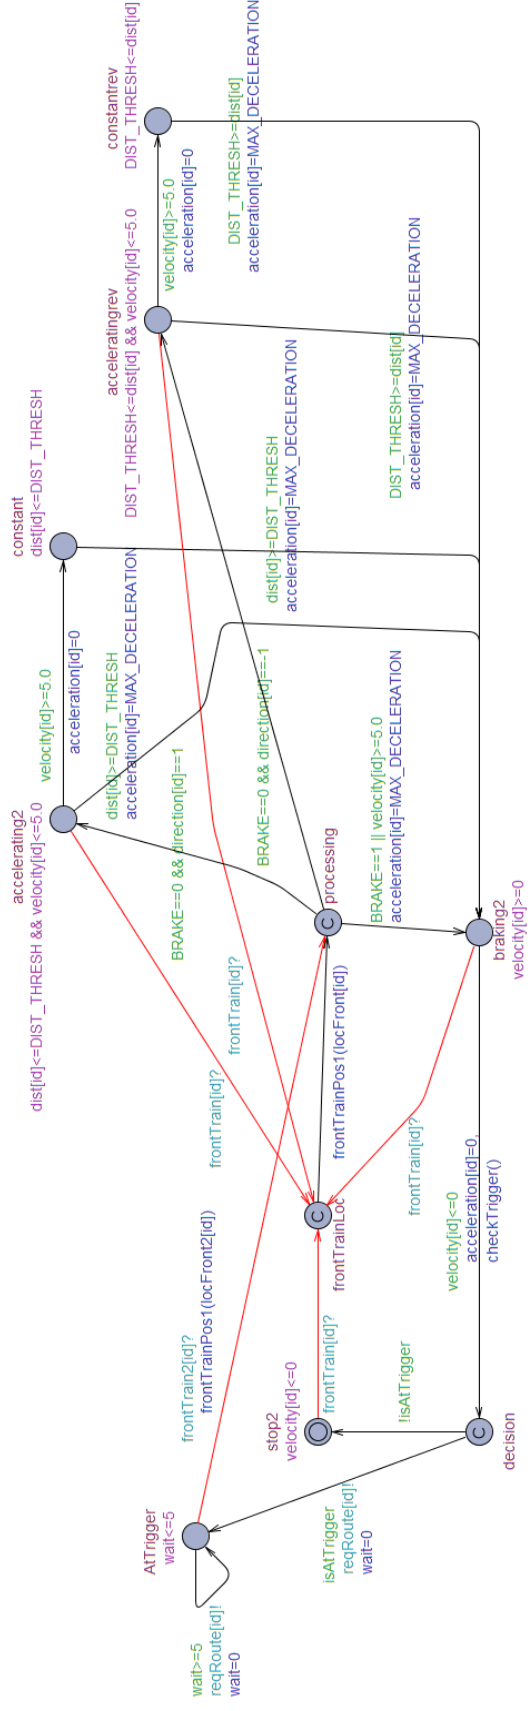 AtTrigger
wait<=5
wait>=5
reqRoute[id]!
wait=0
frontTrain2[id]?
frontTrainPos1(locFront2[id])
accelerating2
dist[id]<=DIST_THRESH && velocity[id]<=5.0
velocity[id]>=5.0
acceleration[id]=0
constant
dist[id]<=DIST_THRESH
acceleratingrev
DIST_THRESH<=dist[id] && velocity[id]<=5.0
velocity[id]>=5.0
acceleration[id]=0
constantrev
DIST_THRESH<=dist[id]
dist[id]>=DIST_THRESH
acceleration[id]=MAX_DECELERATION
BRAKE==0 && direction[id]==1
frontTrain[id]?
frontTrain[id]?
BRAKE==0 && direction[id]==-1
dist[id]>=DIST_THRESH
acceleration[id]=MAX_DECELERATION
DIST_THRESH>=dist[id]
acceleration[id]=MAX_DECELERATION
stop2
velocity[id]<=0
frontTrain[id]?
C
frontTrainLoc
frontTrainPos1(locFront[id])
C
processing
BRAKE==1 || velocity[id]>=5.0
acceleration[id]=MAX_DECELERATION
DIST_THRESH>=dist[id]
acceleration[id]=MAX_DECELERATION
isAtTrigger
reqRoute[id]!
wait=0
!isAtTrigger
frontTrain[id]?
velocity[id]<=0
acceleration[id]=0,
checkTrigger()
C
decision
braking2
velocity[id]>=0